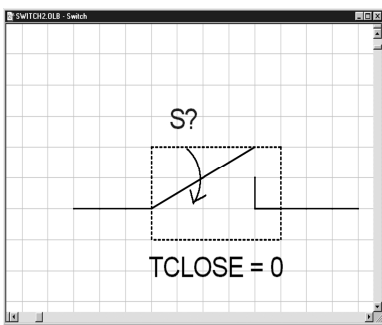 SWITCH2.OLB - Switch
S?
TCLOSE = 0